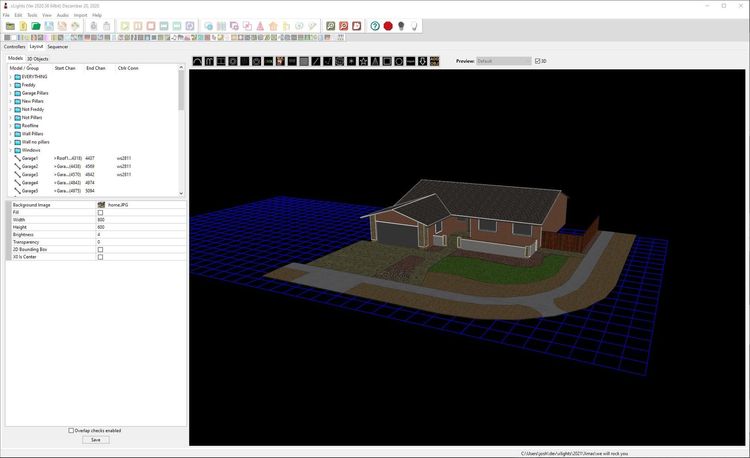 xLights (Ver 2020.56 64bit) December 20, 2020
File Edit Tools View Audio Import Help
Controllers Layout Sequencer
Models 3D Objects
Preview: Default 3D
Model / Group Start Chan End Chan Ctrlr Conn
EVERYTHING
Freddy
Garage Pillars
New Pillars
Not Freddy
Not Pillars
Roofline
Wall Pillars
Wall no pillars
Windows
Garage1 >Roof1...(4318) 4437 ws2811
Garage2 >Gara...(4438) 4569 ws2811
Garage3 >Gara...(4570) 4842 ws2811
Garage4 >Gara...(4843) 4974
Garage5 >Gara...(4975) 5094
Background Image home.JPG
Fill
Width 800
Height 600
Brightness 4
Transparency 0
2D Bounding Box
X0 Is Center
Overlap checks enabled
Save
C:\Users\josh\dev\xlights\2021\Xmas\we will rock you